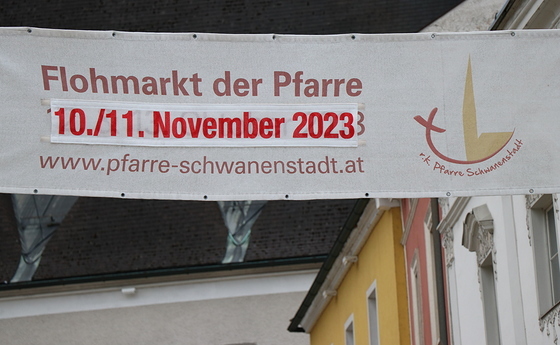 Flohmarkt der Pfarre
10./11. November 2023
www.pfarre-schwanenstadt.at
r.k Pfarre Schwanenstadt